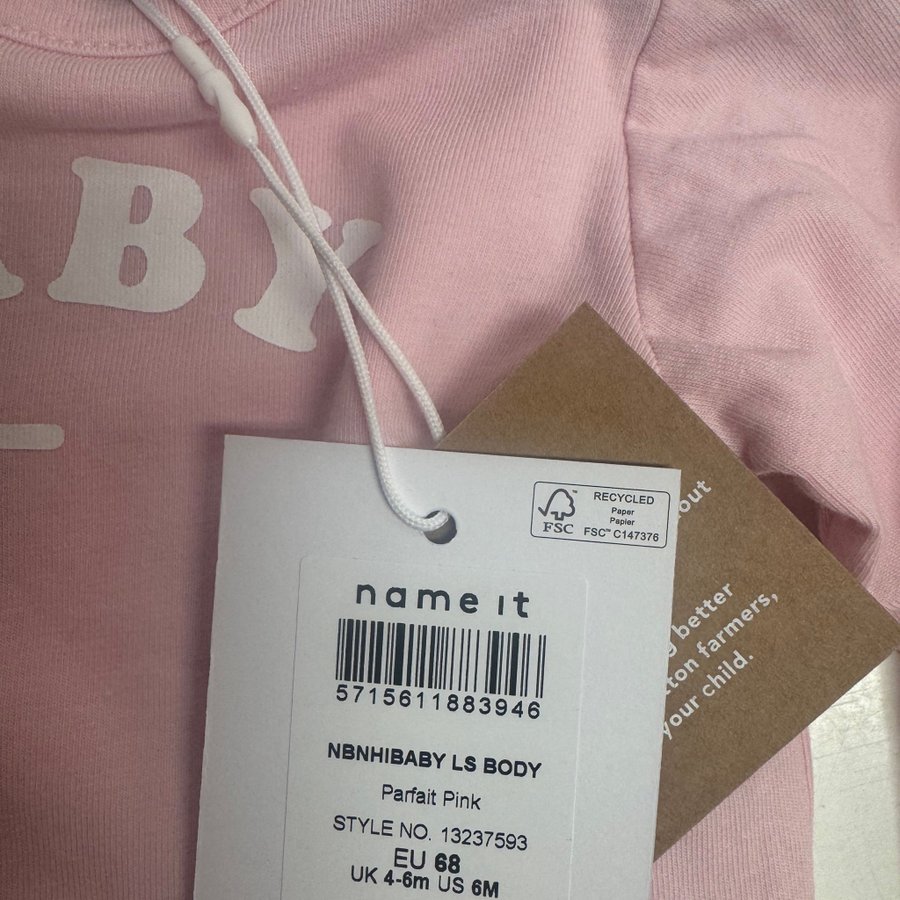 ABY
RECYCLED
Paper
Papier
FSC™ C147376
FSC
name it
5715611883946
NBNHIBABY LS BODY
Parfait Pink
STYLE NO. 13237593
EU 68
UK 4-6m US 6M
out
better
farmers,
your child.